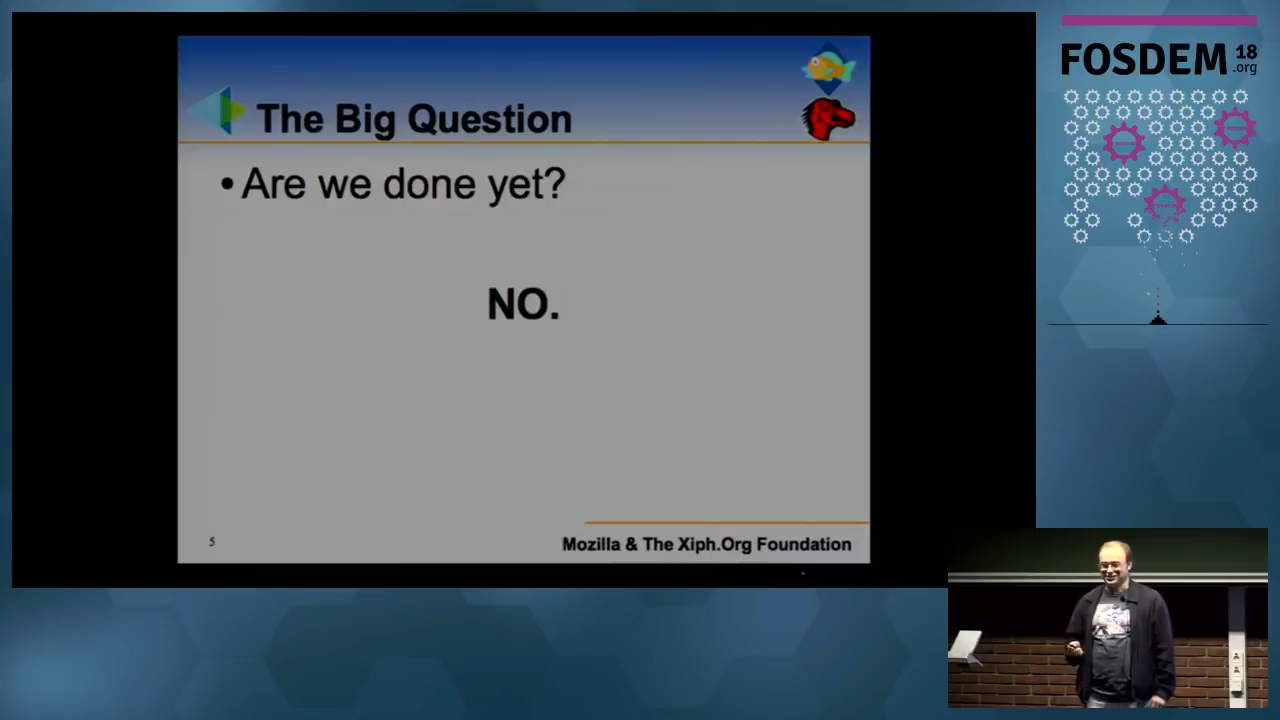 The Big Question
• Are we done yet?
NO.
5
Mozilla & The Xiph.Org Foundation
FOSDEM 18
.org